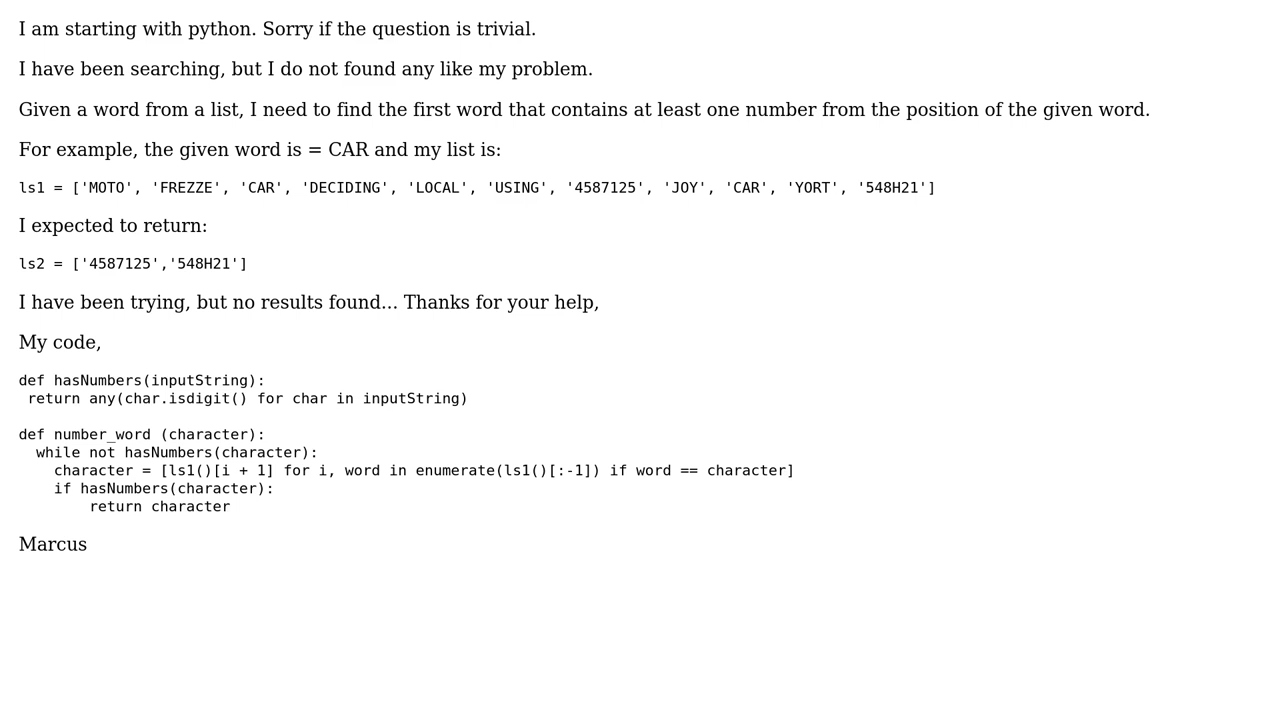 I am starting with python. Sorry if the question is trivial.
I have been searching, but I do not found any like my problem.
Given a word from a list, I need to find the first word that contains at least one number from the position of the given word.
For example, the given word is = CAR and my list is:
ls1 = ['MOTO', 'FREZZE', 'CAR', 'DECIDING', 'LOCAL', 'USING', '4587125', 'JOY', 'CAR', 'YORT', '548H21']
I expected to return:
ls2 = ['4587125','548H21']
I have been trying, but no results found... Thanks for your help,
My code,
def hasNumbers(inputString):
 return any(char.isdigit() for char in inputString)
def number_word (character):
  while not hasNumbers(character):
    character = [ls1()[i + 1] for i, word in enumerate(ls1()[:-1]) if word == character]
    if hasNumbers(character):
        return character
Marcus